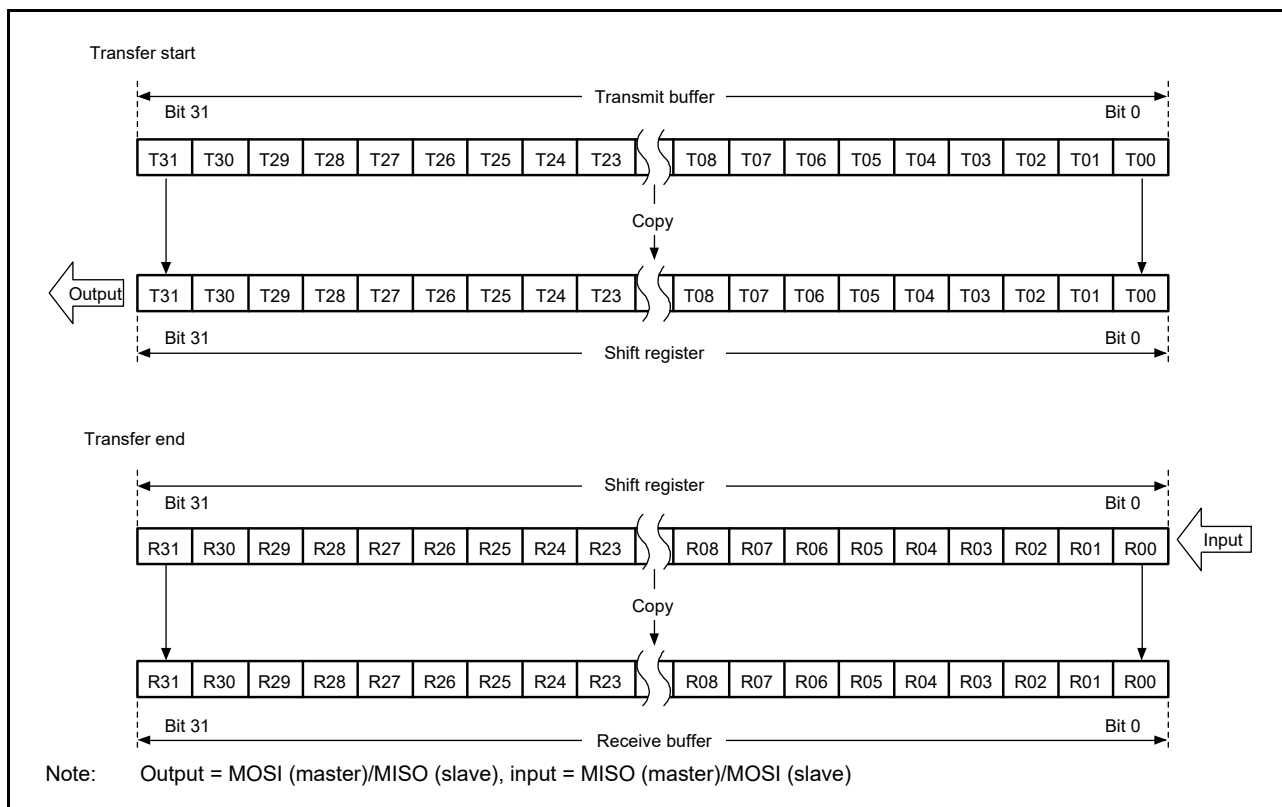 Transfer start
Transmit buffer
Bit 31 Bit 0
T31 T30 T29 T28 T27 T26 T25 T24 T23 T08 T07 T06 T05 T04 T03 T02 T01 T00
Copy
Output T31 T30 T29 T28 T27 T26 T25 T24 T23 T08 T07 T06 T05 T04 T03 T02 T01 T00
Bit 31 Bit 0
Shift register
Transfer end
Shift register
Bit 31 Bit 0
R31 R30 R29 R28 R27 R26 R25 R24 R23 R08 R07 R06 R05 R04 R03 R02 R01 R00 Input
Copy
R31 R30 R29 R28 R27 R26 R25 R24 R23 R08 R07 R06 R05 R04 R03 R02 R01 R00
Bit 31 Bit 0
Receive buffer
Note: Output = MOSI (master)/MISO (slave), input = MISO (master)/MOSI (slave)